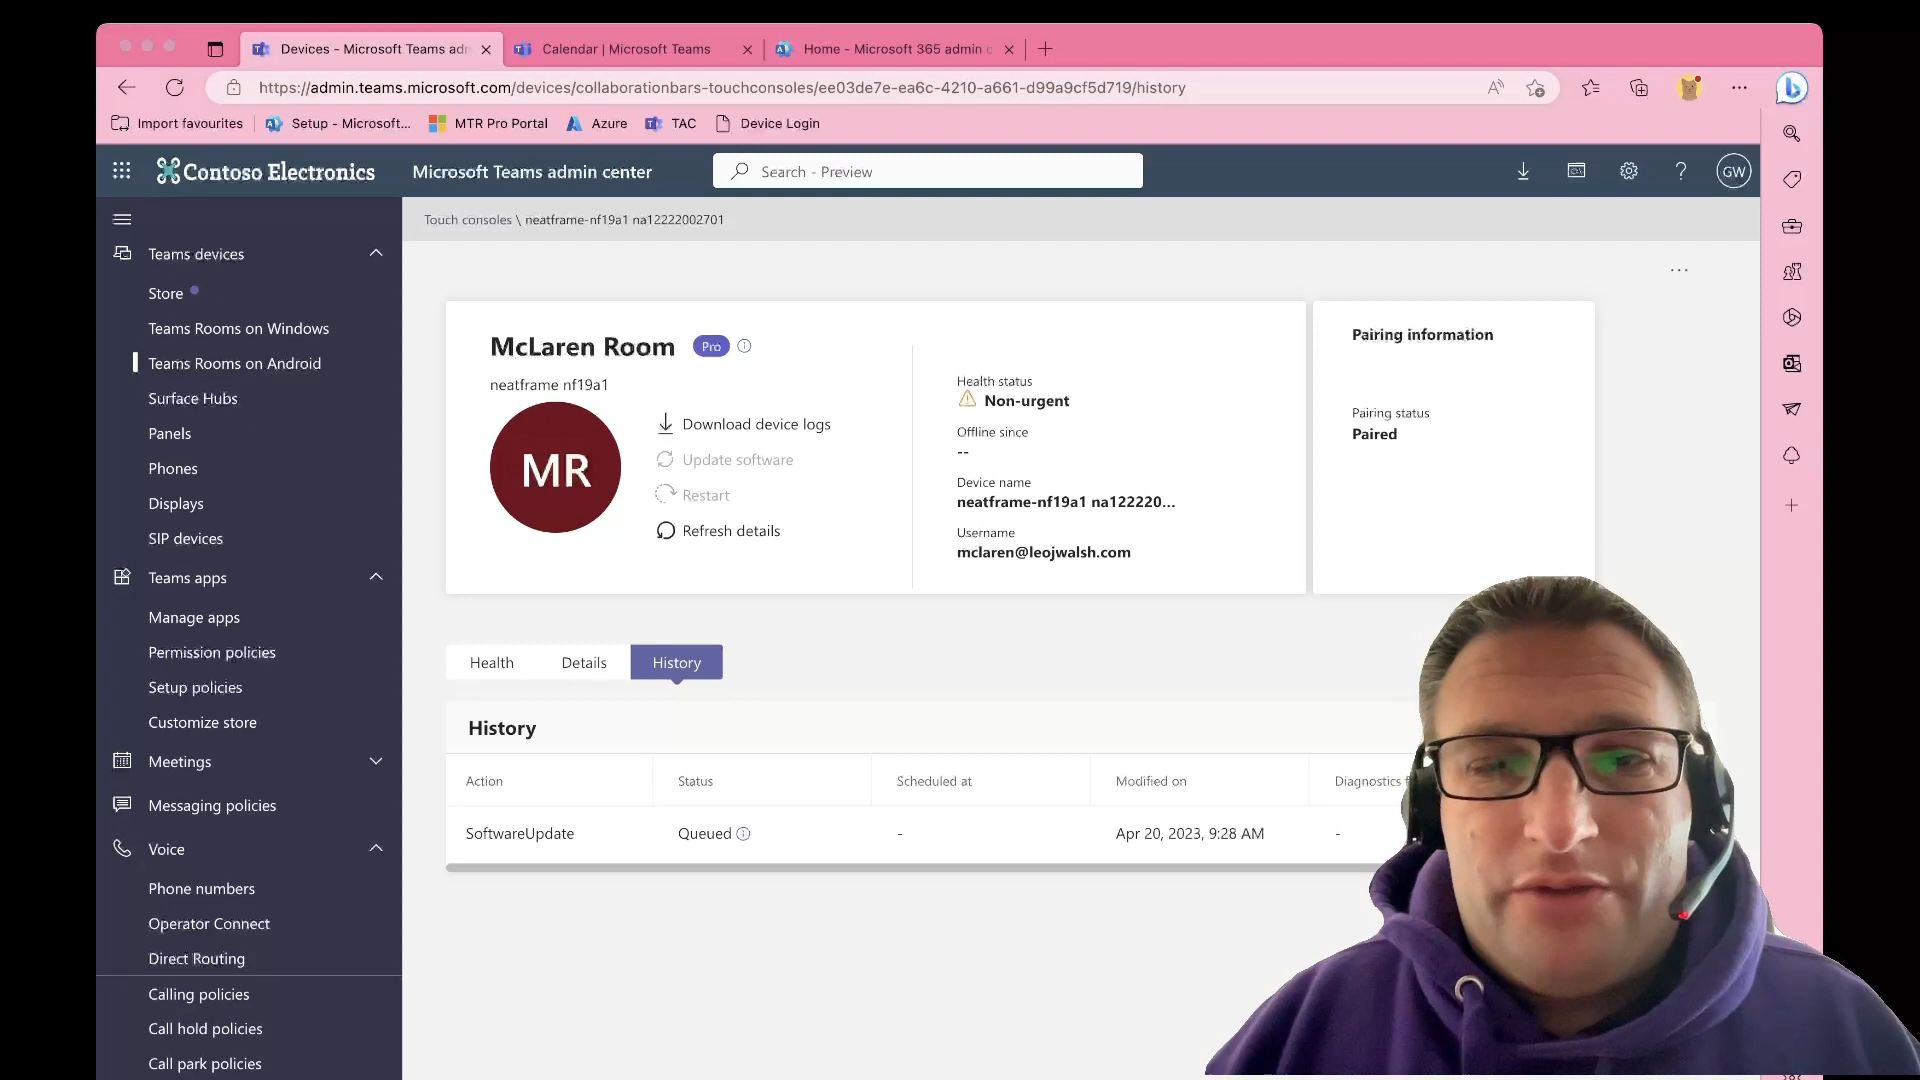 Devices - Microsoft Teams adm
Calendar | Microsoft Teams
Home - Microsoft 365 admin c
https://admin.teams.microsoft.com/devices/collaborationbars-touchconsoles/ee03de7e-ea6c-4210-a661-d99a9cf5d719/history
Import favourites
Setup - Microsoft...
MTR Pro Portal
Azure
TAC
Device Login
Contoso Electronics
Microsoft Teams admin center
Search - Preview
GW
Touch consoles \ neatframe-nf19a1 na12222002701
Teams devices
Store
Teams Rooms on Windows
Teams Rooms on Android
Surface Hubs
Panels
Phones
Displays
SIP devices
Teams apps
Manage apps
Permission policies
Setup policies
Customize store
Meetings
Messaging policies
Voice
Phone numbers
Operator Connect
Direct Routing
Calling policies
Call hold policies
Call park policies
McLaren Room Pro
neatframe nf19a1
MR
Download device logs
Update software
Restart
Refresh details
Health status
Non-urgent
Offline since
--
Device name
neatframe-nf19a1 na122220...
Username
mclaren@leojwalsh.com
Pairing information
Pairing status
Paired
Health
Details
History
History
Action
Status
Scheduled at
Modified on
Diagnostics
SoftwareUpdate
Queued
-
Apr 20, 2023, 9:28 AM
-